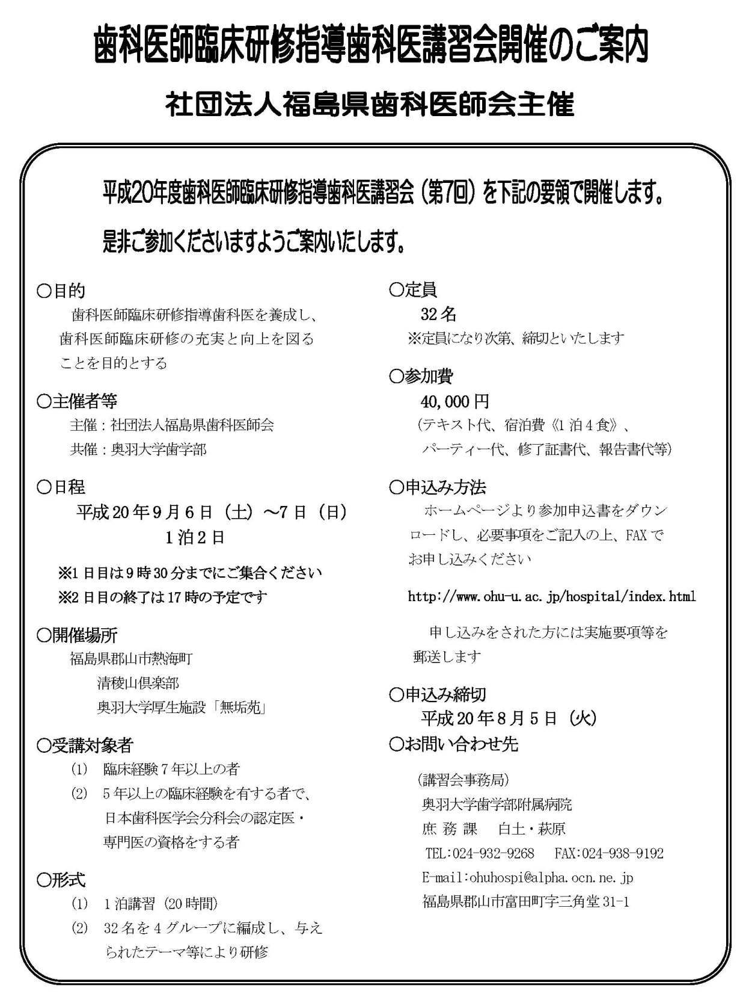 歯科医師臨床研修指導歯科医講習会開催のご案内
社団法人福島県歯科医師会主催
平成20年度歯科医師臨床研修指導歯科医講習会（第7回）を下記の要領で開催します。
是非ご参加くださいますようご案内いたします。
○目的
歯科医師臨床研修指導歯科医を養成し、
歯科医師臨床研修の充実と向上を図る
ことを目的とする
○主催者等
主催：社団法人福島県歯科医師会
共催：奥羽大学歯学部
○日程
平成20年9月6日（土）～7日（日）
1泊2日
※1日目は9時30分までにご集合ください
※2日目の終了は17時の予定です
○開催場所
福島県郡山市熱海町
清稜山倶楽部
奥羽大学厚生施設「無垢苑」
○受講対象者
(1)　臨床経験7年以上の者
(2)　5年以上の臨床経験を有する者で、
日本歯科医学会分科会の認定医・
専門医の資格をする者
○形式
(1)　1泊講習（20時間）
(2)　32名を4グループに編成し、与え
られたテーマ等により研修
○定員
32名
※定員になり次第、締切といたします
○参加費
40,000円
（テキスト代、宿泊費《1泊4食》、
パーティー代、修了証書代、報告書代等）
○申込み方法
ホームページより参加申込書をダウン
ロードし、必要事項をご記入の上、FAXで
お申し込みください
http://www.ohu-u.ac.jp/hospital/index.html
申し込みをされた方には実施要項等を
郵送します
○申込み締切
平成20年8月5日（火）
○お問い合わせ先
（講習会事務局）
奥羽大学歯学部附属病院
庶務課　白土・萩原
TEL:024-932-9268　FAX:024-938-9192
E-mail:ohuhospi@alpha.ocn.ne.jp
福島県郡山市富田町字三角堂31-1